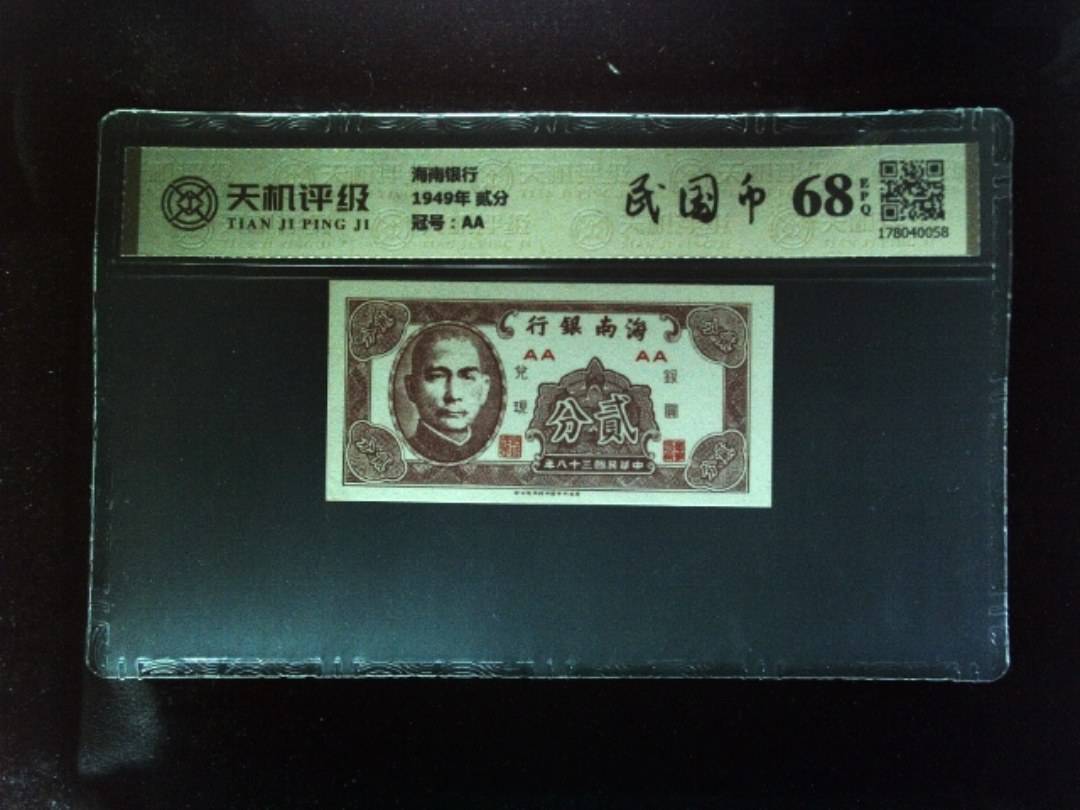 天机评级
TIAN JI PING JI
海南银行
1949年 贰分
冠号：AA
民国币
68
EPQ
178040058
行銀南海
AA AA
兌現
銀圓
分貳
年八十三國民華中